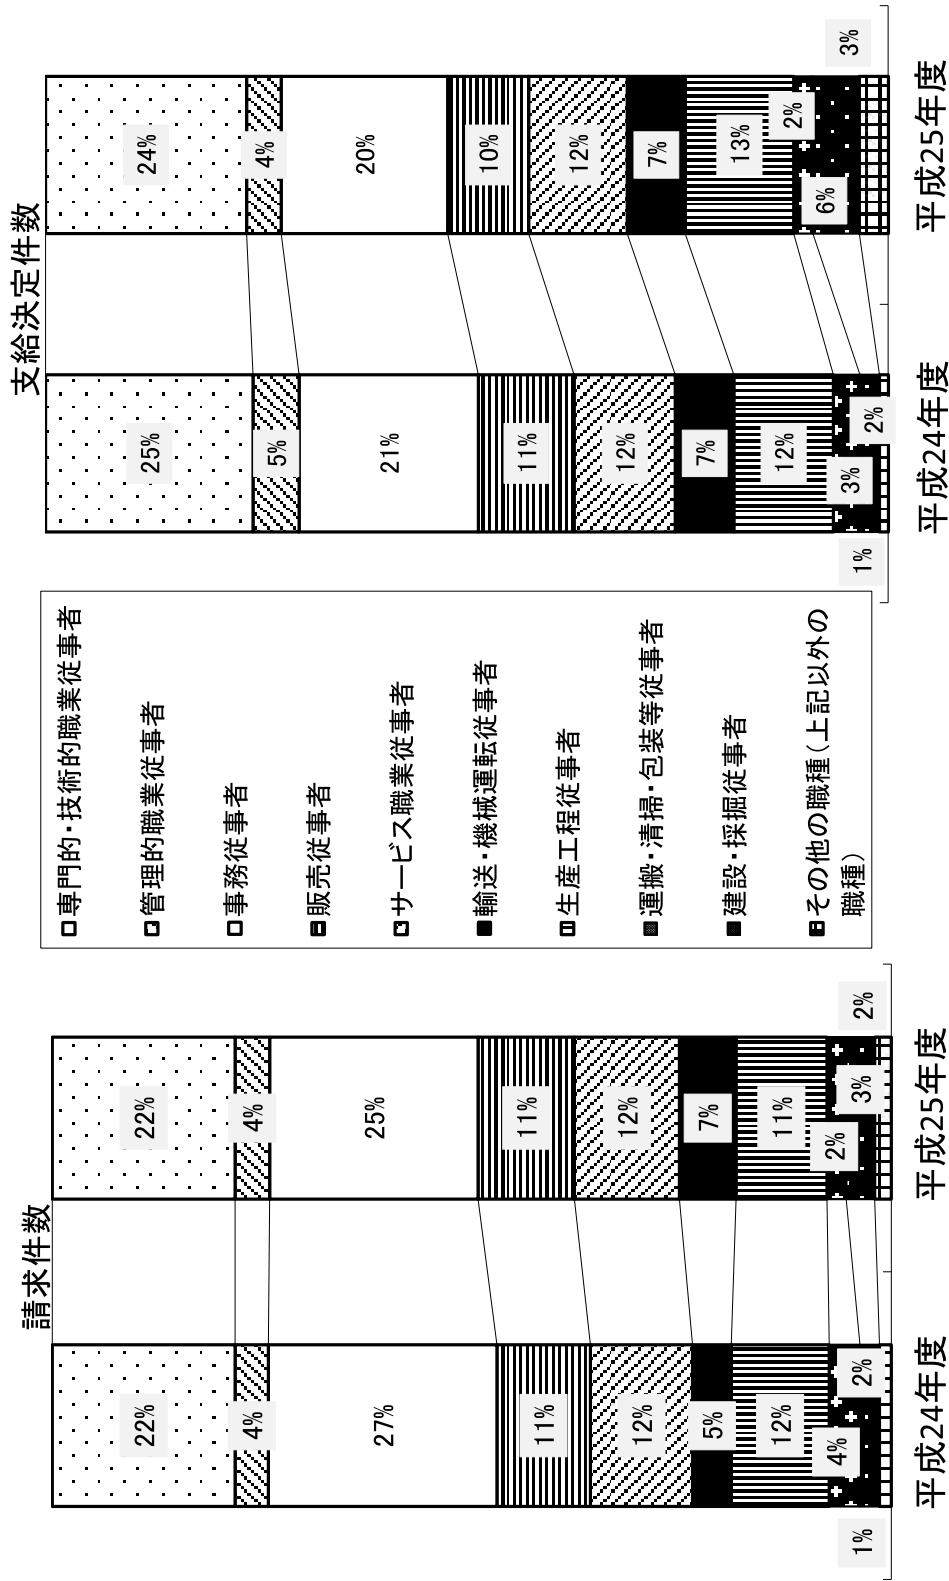 請求件数
22%
4%
27%
11%
12%
5%
12%
4%
2%
1%
平成24年度
22%
4%
25%
11%
12%
7%
11%
2%
3%
2%
平成25年度
専門的・技術的職業従事者
管理的職業従事者
事務従事者
販売従事者
サービス職業従事者
輸送・機械運転従事者
生産工程従事者
運搬・清掃・包装等従事者
建設・採掘従事者
その他の職種（上記以外の
職種）
支給決定件数
25%
5%
21%
11%
12%
7%
12%
3%
2%
1%
平成24年度
24%
4%
20%
10%
12%
7%
13%
2%
6%
3%
平成25年度